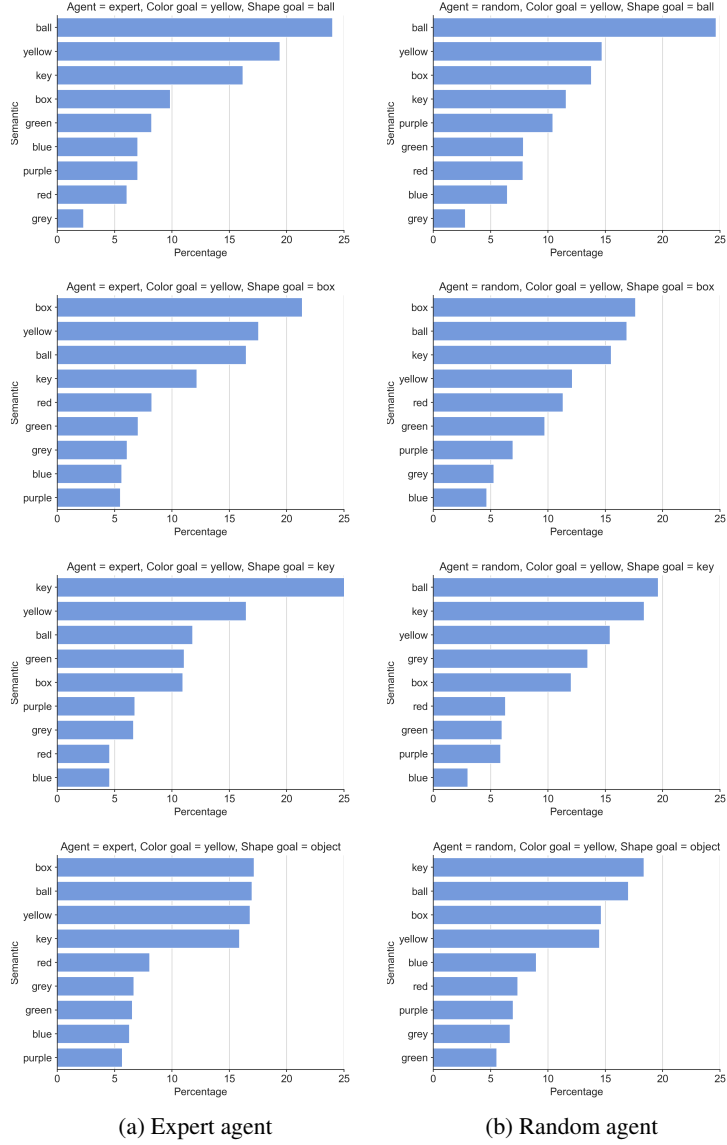 Agent = expert, Color goal = yellow, Shape goal = ball
ball
yellow
key
box
green
blue
purple
red
grey
Semantic
0 5 10 15 20 25
Percentage
Agent = random, Color goal = yellow, Shape goal = ball
ball
yellow
box
key
purple
green
red
blue
grey
Semantic
0 5 10 15 20 25
Percentage
Agent = expert, Color goal = yellow, Shape goal = box
box
yellow
ball
key
red
green
grey
blue
purple
Semantic
0 5 10 15 20 25
Percentage
Agent = random, Color goal = yellow, Shape goal = box
box
ball
key
yellow
red
green
purple
grey
blue
Semantic
0 5 10 15 20 25
Percentage
Agent = expert, Color goal = yellow, Shape goal = key
key
yellow
ball
green
box
purple
grey
red
blue
Semantic
0 5 10 15 20 25
Percentage
Agent = random, Color goal = yellow, Shape goal = key
ball
key
yellow
grey
box
red
green
purple
blue
Semantic
0 5 10 15 20 25
Percentage
Agent = expert, Color goal = yellow, Shape goal = object
box
ball
yellow
key
red
grey
green
blue
purple
Semantic
0 5 10 15 20 25
Percentage
Agent = random, Color goal = yellow, Shape goal = object
key
ball
box
yellow
blue
red
purple
grey
green
Semantic
0 5 10 15 20 25
Percentage
(a) Expert agent
(b) Random agent